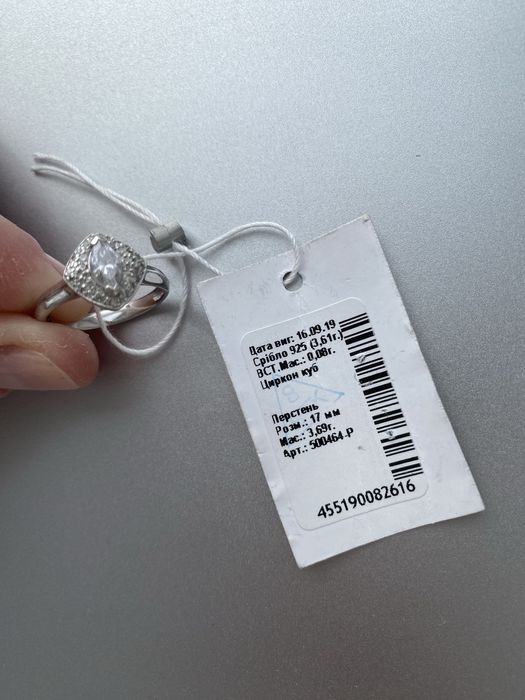 Дата виг: 16.09.19
Срібло 925 (3,61г.)
ВСТ.Мас.: 0,08г.
Циркон куб
Перстень
Розм.: 17 мм
Мас.: 3,69г.
Арт.: 500464-Р
455190082616